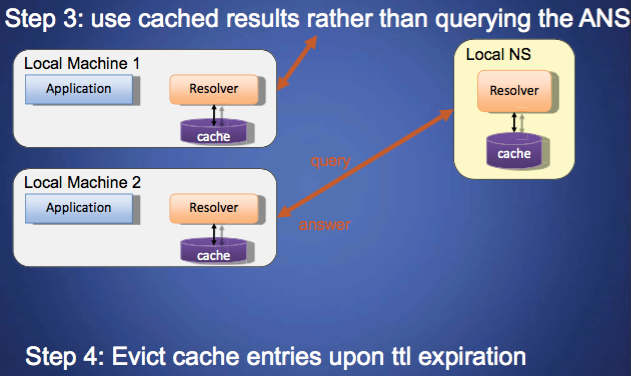 Step 3: use cached results rather than querying the ANS
Local Machine 1
Application
Resolver
cache
Local NS
Resolver
cache
query
answer
Local Machine 2
Application
Resolver
cache
Step 4: Evict cache entries upon ttl expiration